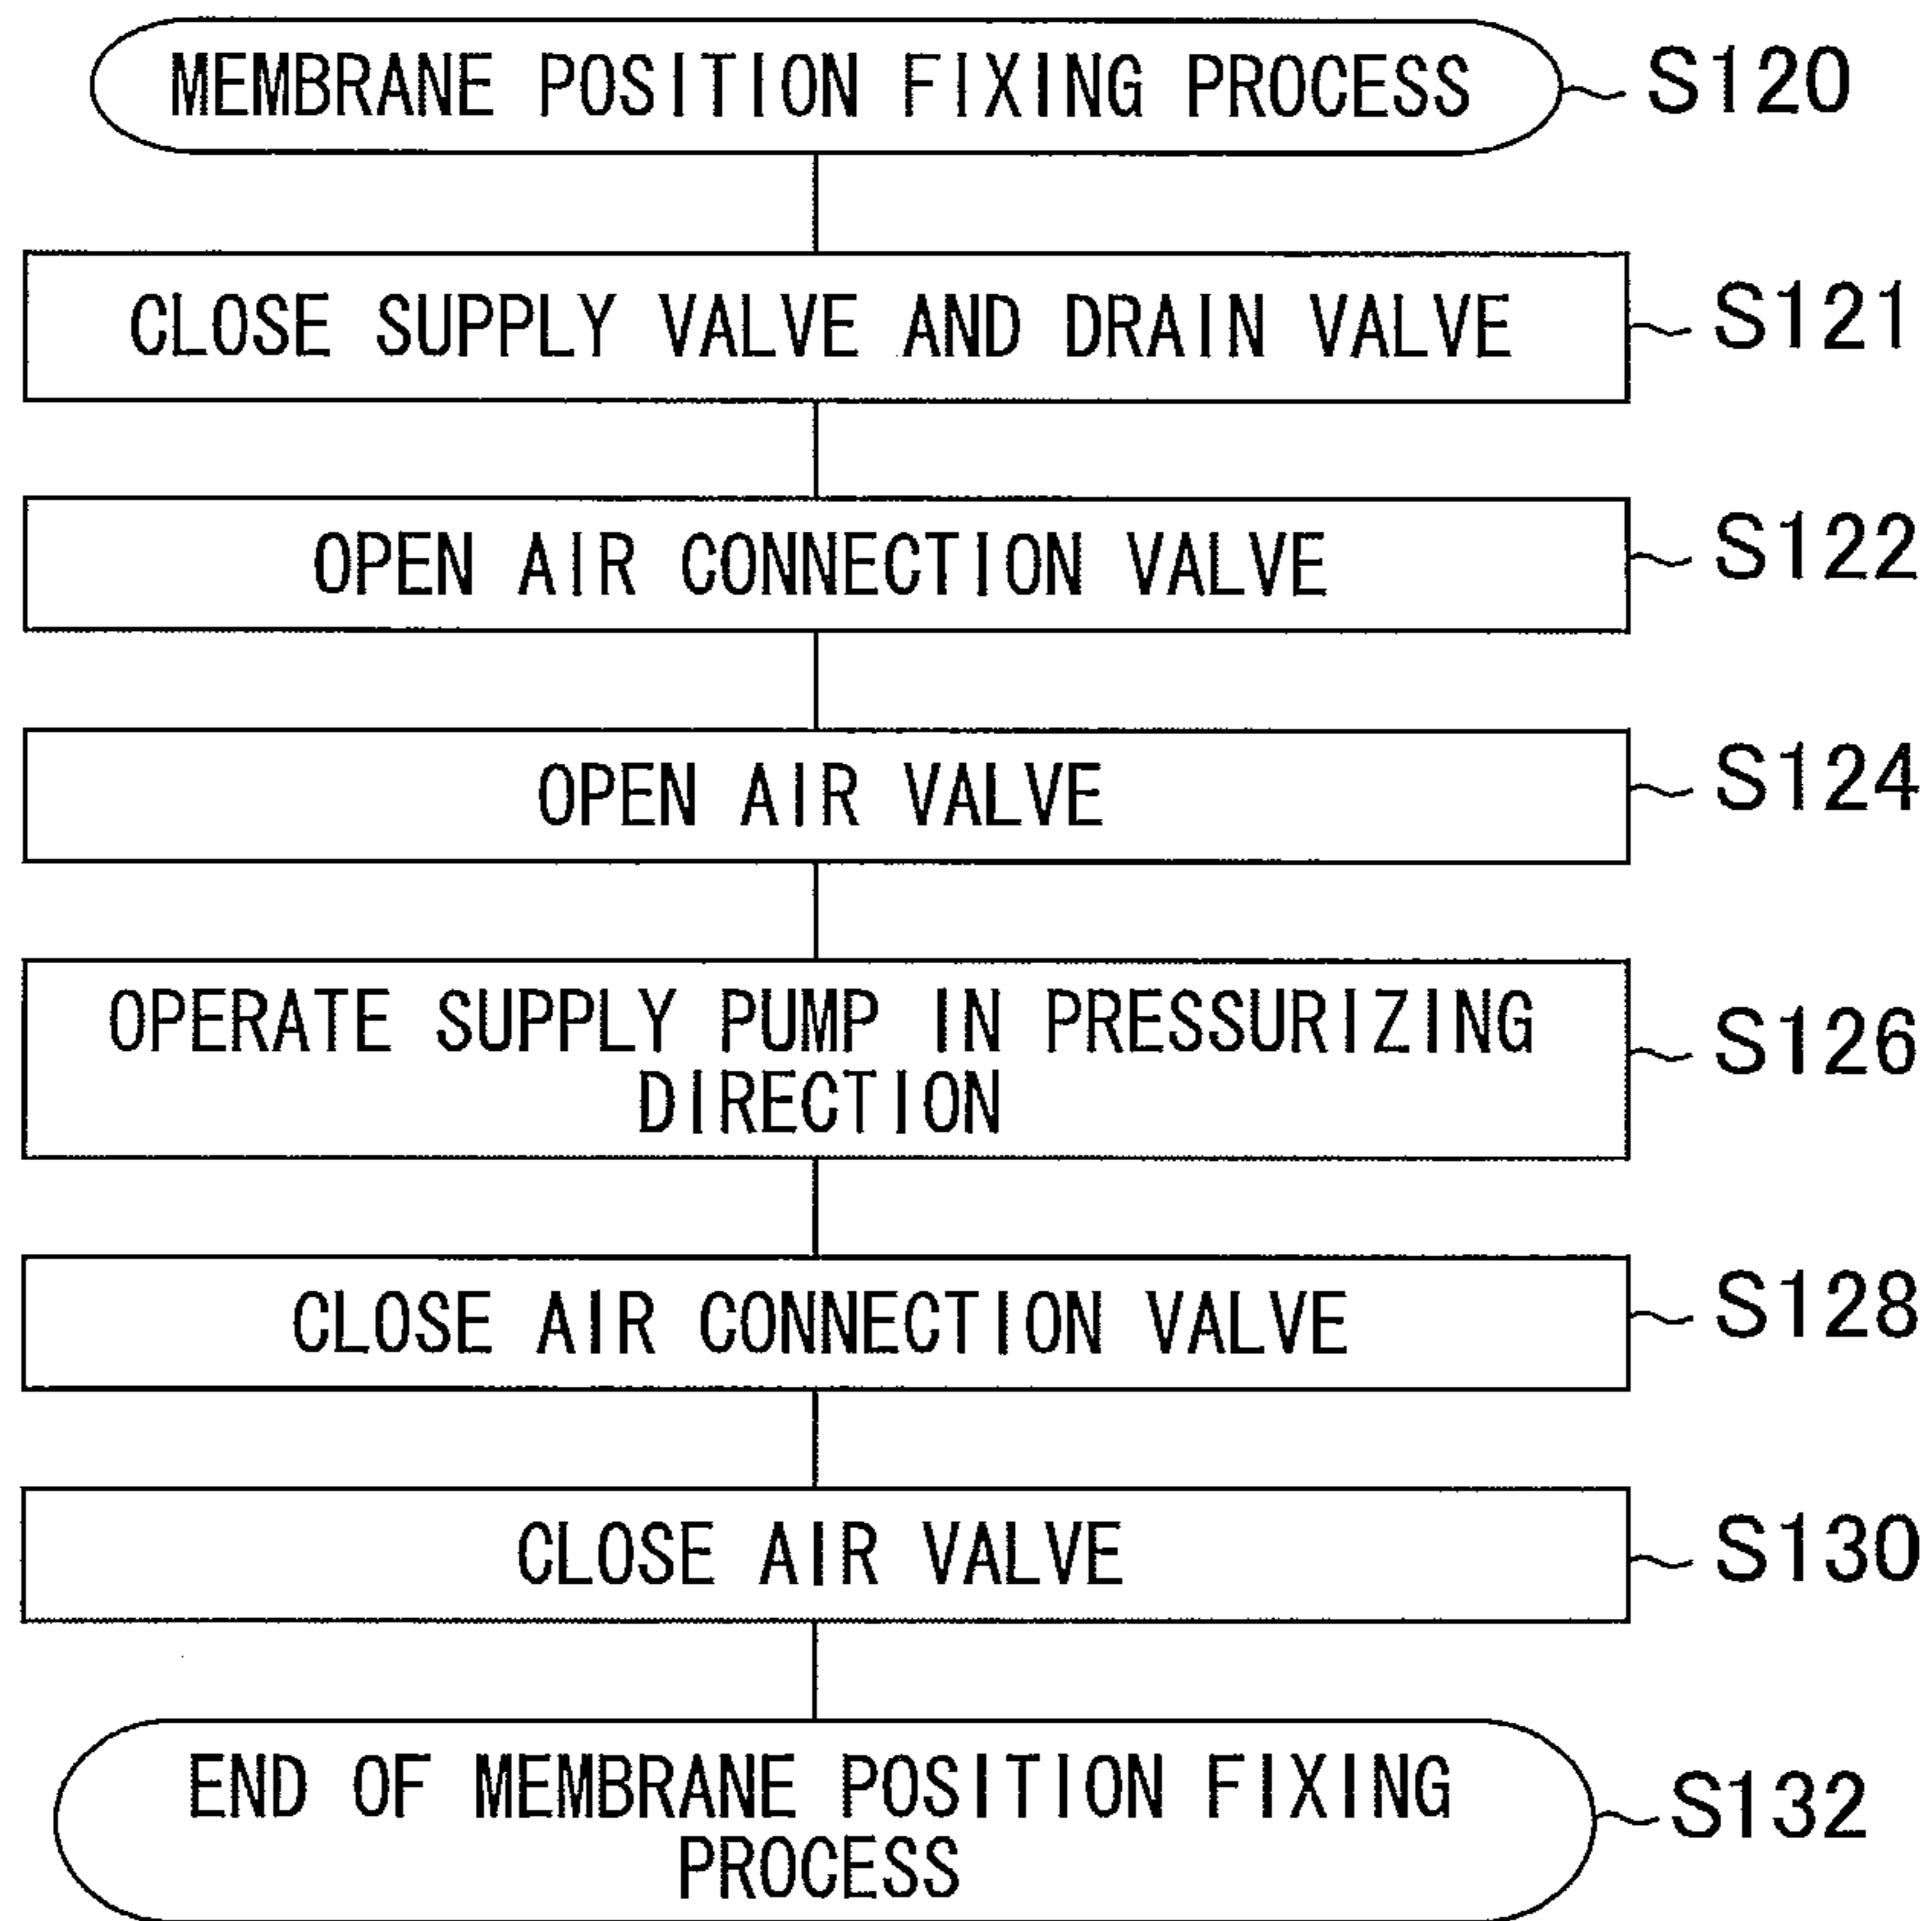 MEMBRANE POSITION FIXING PROCESS S120
CLOSE SUPPLY VALVE AND DRAIN VALVE S121
OPEN AIR CONNECTION VALVE S122
OPEN AIR VALVE S124
OPERATE SUPPLY PUMP IN PRESSURIZING
DIRECTION
S126
CLOSE AIR CONNECTION VALVE S128
CLOSE AIR VALVE S130
END OF MEMBRANE POSITION FIXING
PROCESS
S132